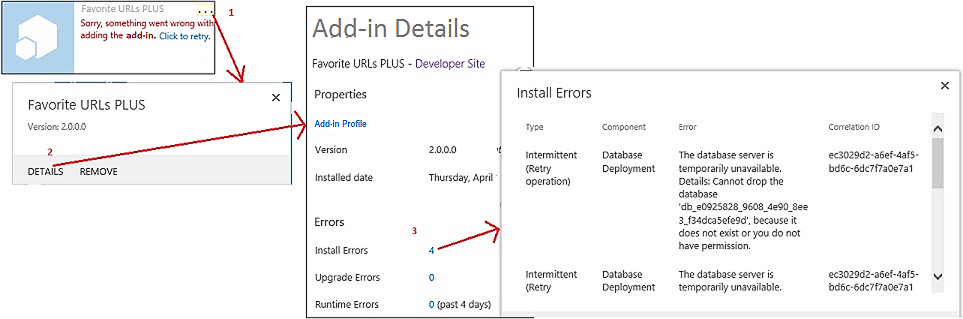 Favorite URLs PLUS
...
Sorry, something went wrong with
adding the add-in. Click to retry.
1
Favorite URLs PLUS
Version: 2.0.0.0
2
DETAILS REMOVE
Add-in Details
Favorite URLs PLUS - Developer Site
Properties
Add-in Profile
Version 2.0.0.0
Installed date Thursday, April
Errors
3
Install Errors 4
Upgrade Errors 0
Runtime Errors 0 (past 4 days)
Install Errors
Type Component Error Correlation ID
Intermittent Database The database server is ec3029d2-a6ef-4af5-
(Retry Deployment temporarily unavailable. bd6c-6dc7f7a0e7a1
operation) Details: Cannot drop the
database
'db_e0925828_9608_4e90_8ee
3_f34dca5efe9d', because it
does not exist or you do not
have permission.
Intermittent Database The database server is ec3029d2-a6ef-4af5-
(Retry Deployment temporarily unavailable. bd6c-6dc7f7a0e7a1